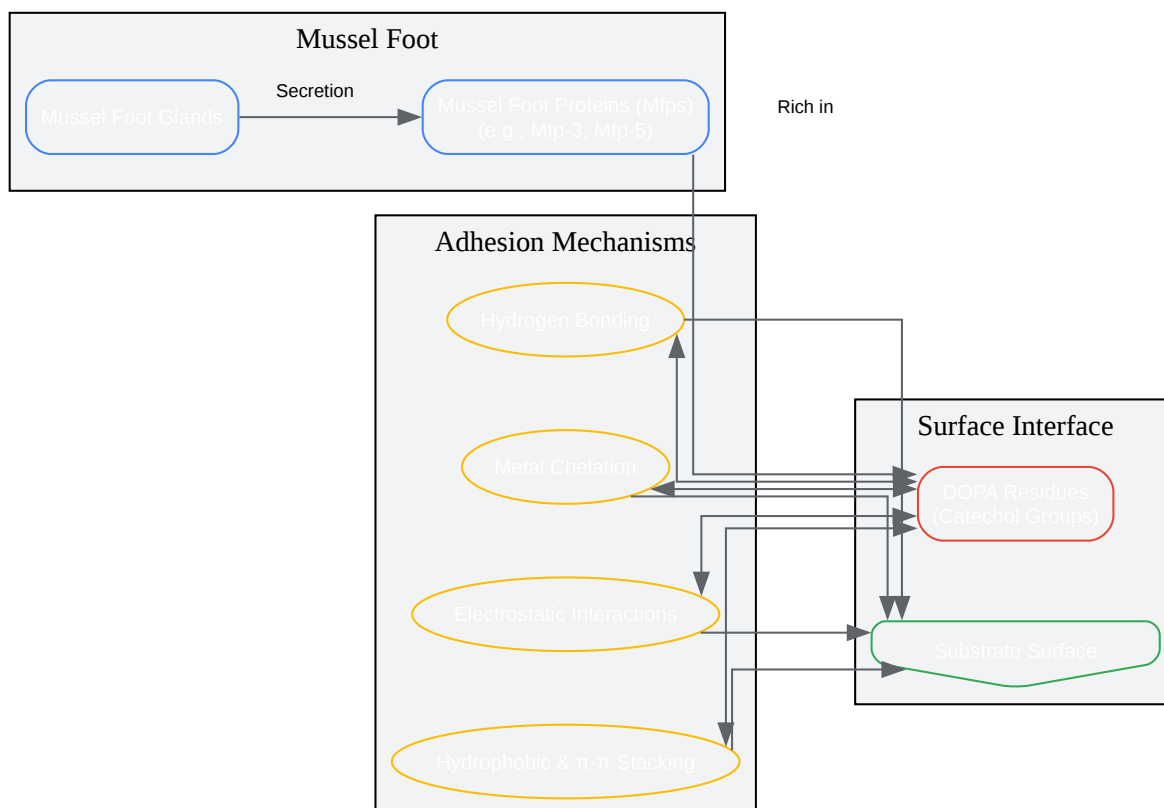 Mussel Foot
Secretion
Mussel Foot Glands
Mussel Foot Proteins (Mfps)
(e.g., Mfp-3, Mfp-5)
Rich in
Adhesion Mechanisms
Hydrogen Bonding
Metal Chelation
Electrostatic Interactions
Hydrophobic & π-π Stacking
Surface Interface
DOPA Residues
(Catechol Groups)
Substrate Surface